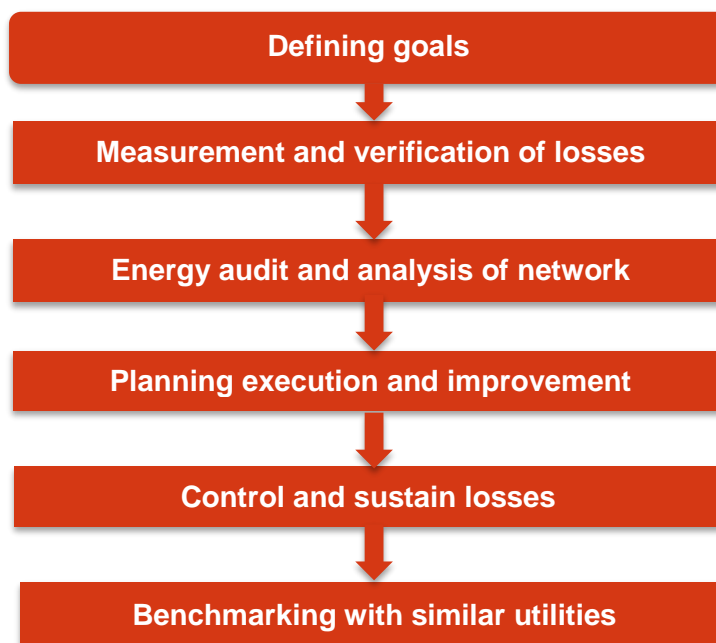 Defining goals
Measurement and verification of losses
Energy audit and analysis of network
Planning execution and improvement
Control and sustain losses
Benchmarking with similar utilities